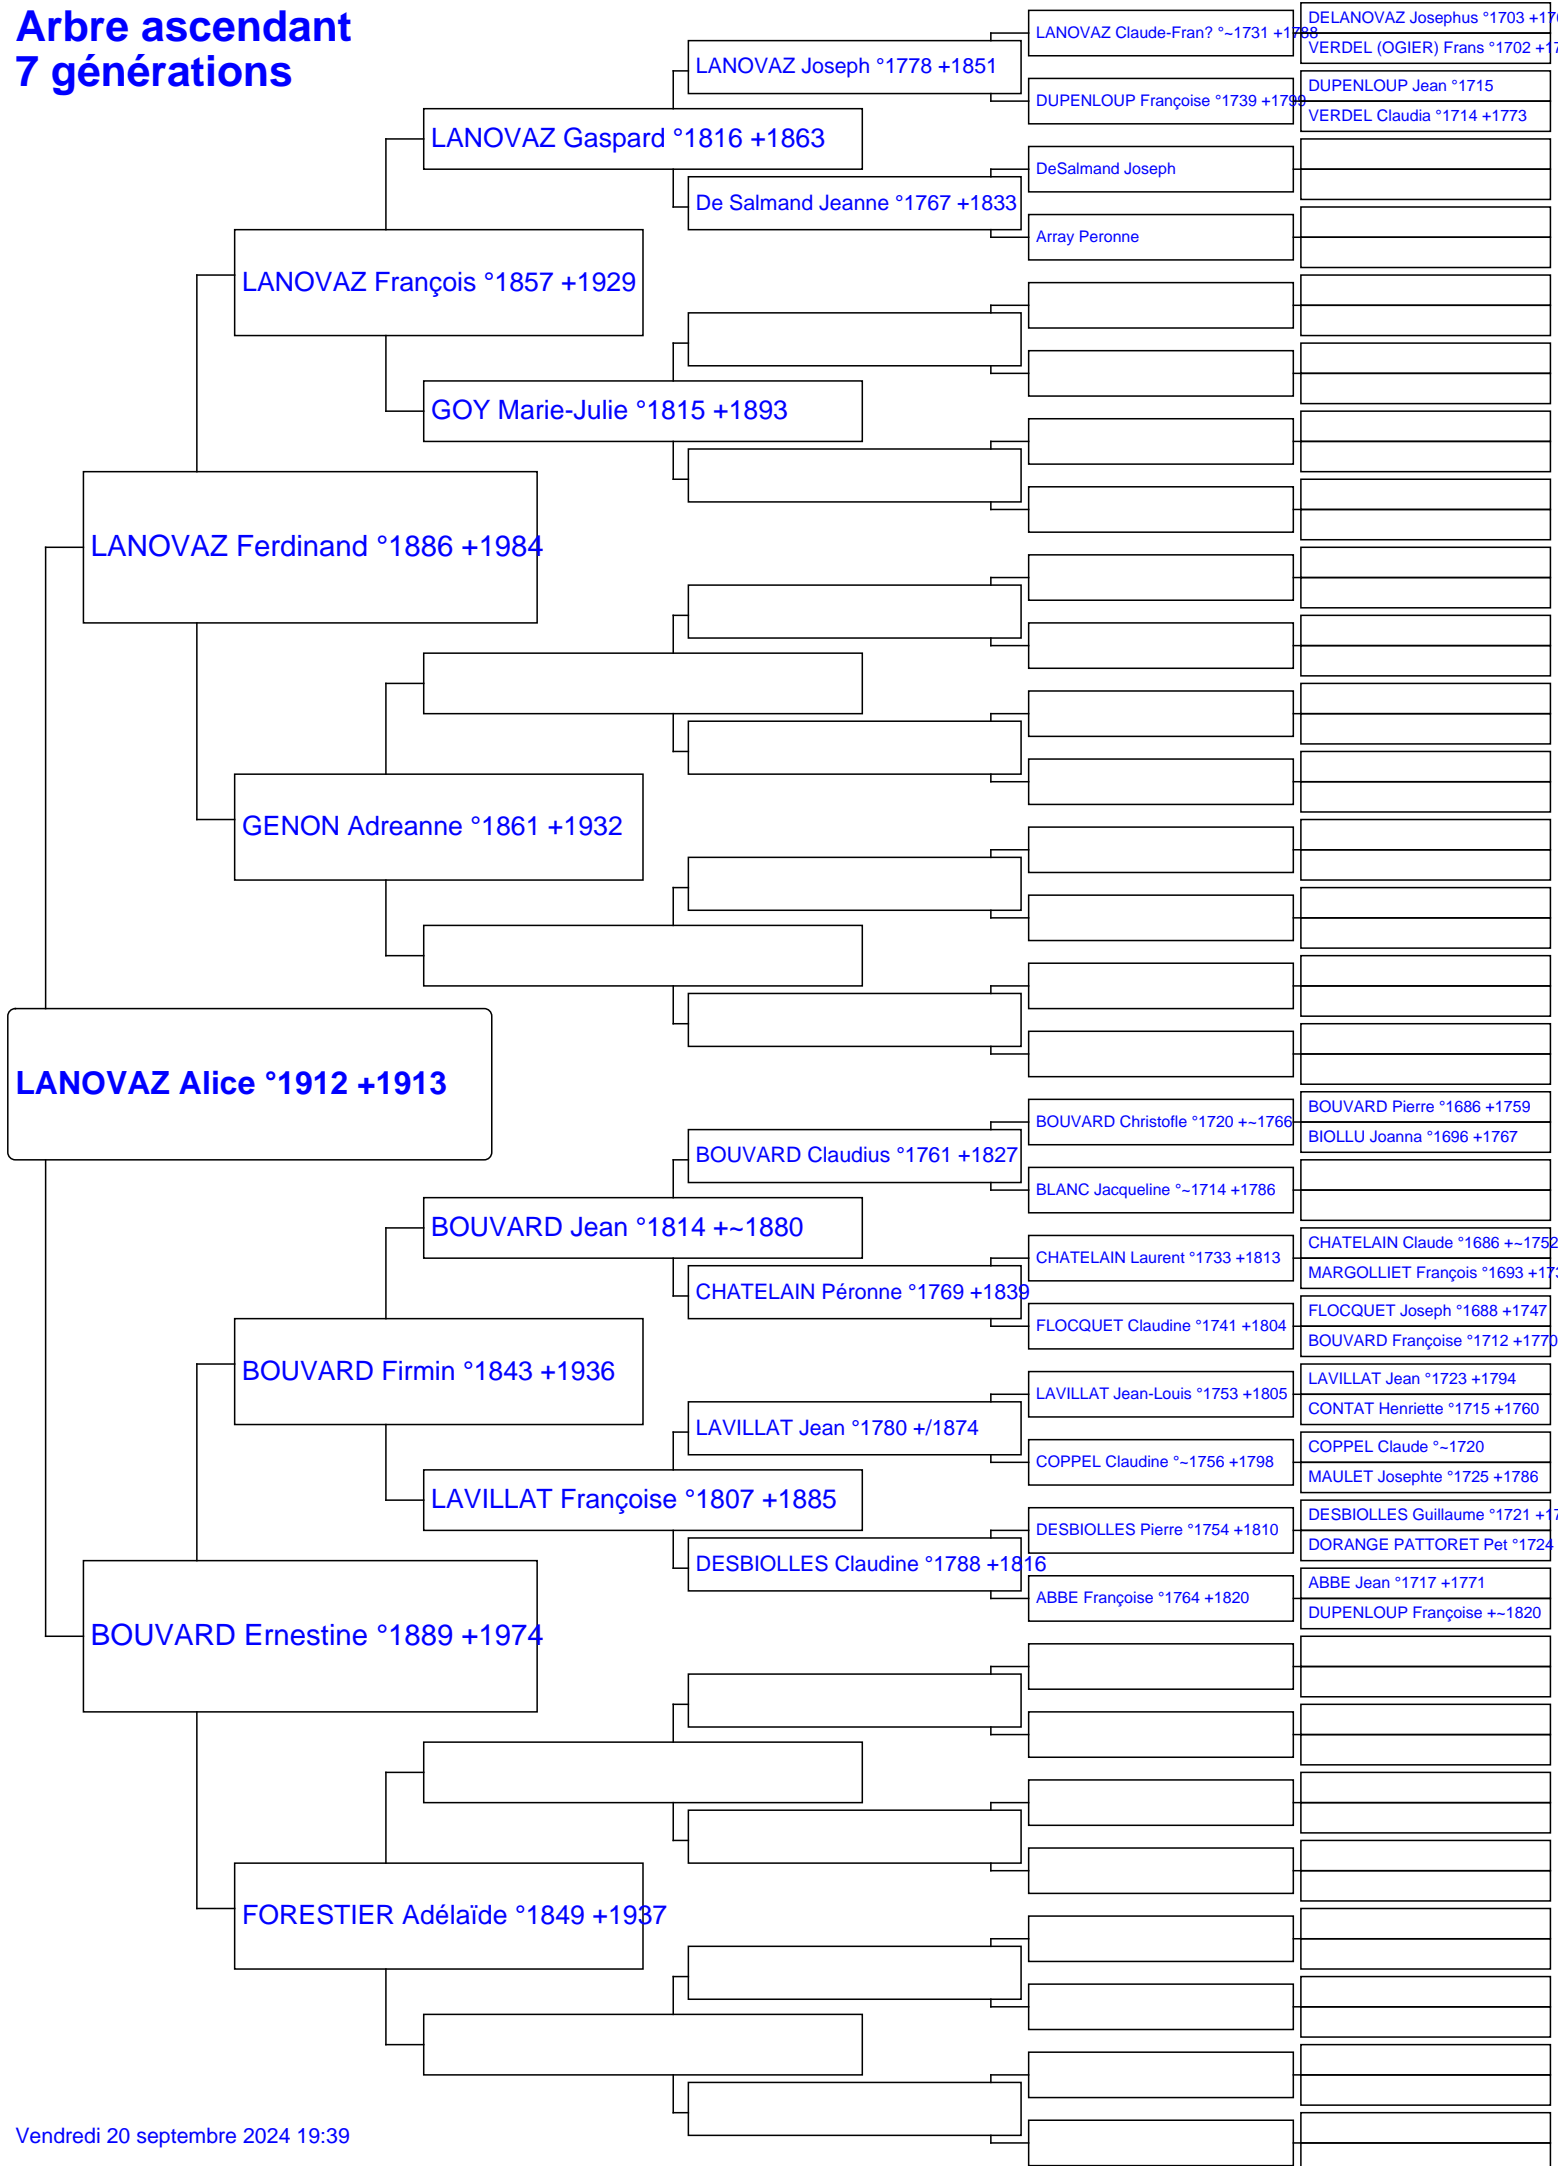 Arbre ascendant
7 générations
LANOVAZ Alice °1912 +1913
LANOVAZ Ferdinand °1886 +1984
BOUVARD Ernestine °1889 +1974
LANOVAZ François °1857 +1929
GENON Adreanne °1861 +1932
BOUVARD Firmin °1843 +1936
FORESTIER Adélaïde °1849 +1937
LANOVAZ Gaspard °1816 +1863
GOY Marie-Julie °1815 +1893
BOUVARD Jean °1814 +~1880
LAVILLAT Françoise °1807 +1885
LANOVAZ Joseph °1778 +1851
De Salmand Jeanne °1767 +1833
BOUVARD Claudius °1761 +1827
CHATELAIN Péronne °1769 +1839
LAVILLAT Jean °1780 +/1874
DESBIOLLES Claudine °1788 +1816
LANOVAZ Claude-Fran? °~1731 +1788
DUPENLOUP Françoise °1739 +1799
DeSalmand Joseph
Array Peronne
BOUVARD Christofle °1720 +~1766
BLANC Jacqueline °~1714 +1786
CHATELAIN Laurent °1733 +1813
FLOCQUET Claudine °1741 +1804
LAVILLAT Jean-Louis °1753 +1805
COPPEL Claudine °~1756 +1798
DESBIOLLES Pierre °1754 +1810
ABBE Françoise °1764 +1820
DELANOVAZ Josephus °1703
VERDEL (OGIER) Frans °1702
DUPENLOUP Jean °1715
VERDEL Claudia °1714 +1773
BOUVARD Pierre °1686 +1759
BIOLLU Joanna °1696 +1767
CHATELAIN Claude °1686 +~1752
MARGOLLIET François °1693
FLOCQUET Joseph °1688 +1747
BOUVARD Françoise °1712 +1770
LAVILLAT Jean °1723 +1794
CONTAT Henriette °1715 +1760
COPPEL Claude °~1720
MAULET Josephte °1725 +1786
DESBIOLLES Guillaume °1721
DORANGE PATTORET Pet °1724
ABBE Jean °1717 +1771
DUPENLOUP Françoise +~1820
Vendredi 20 septembre 2024 19:39